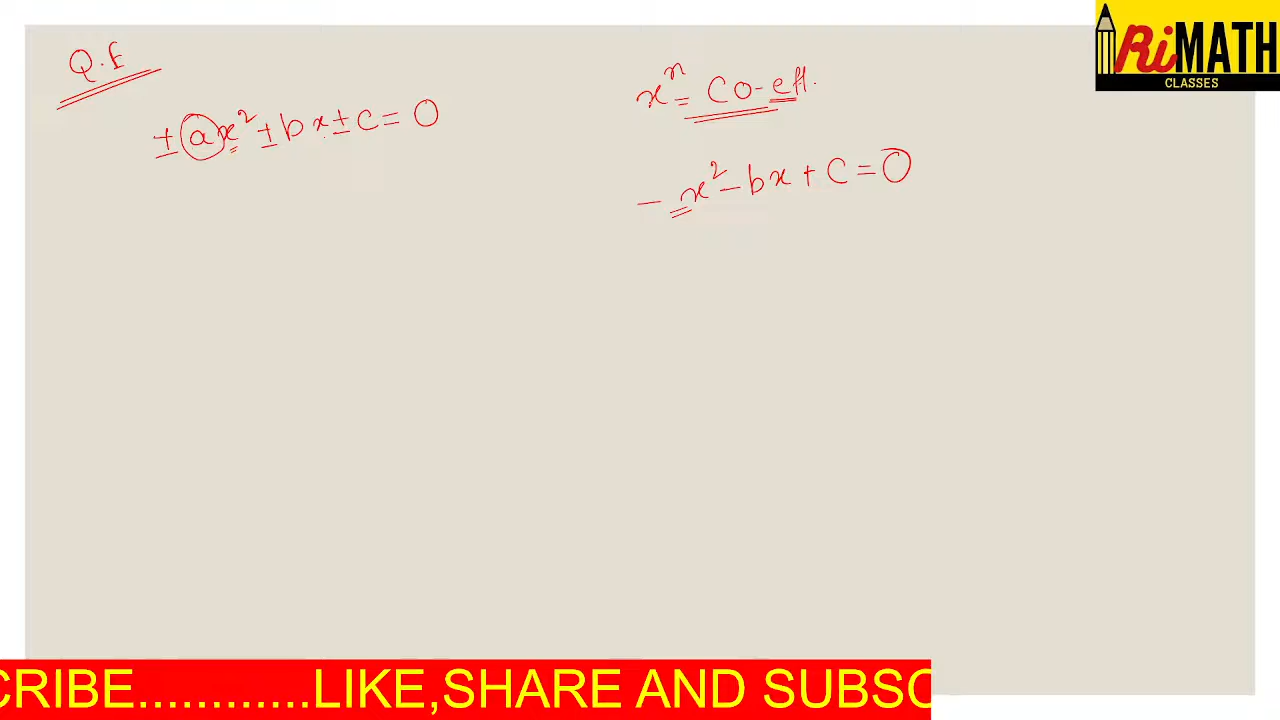 Q.E
± ax² ± bx ± c = 0
xⁿ = co-eff.
- x² - bx + c = 0
RiMATH
CLASSES
CRIBE............LIKE,SHARE AND SUBSC